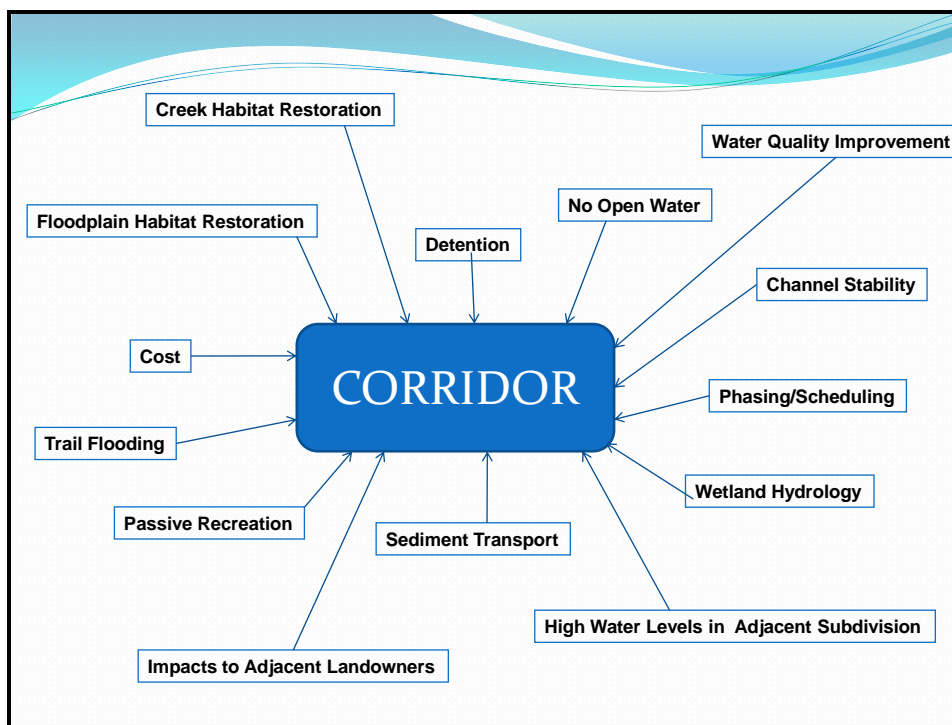 Creek Habitat Restoration
Water Quality Improvement
No Open Water
Floodplain Habitat Restoration
Detention
Channel Stability
Cost
CORRIDOR
Phasing/Scheduling
Trail Flooding
Wetland Hydrology
Passive Recreation
Sediment Transport
High Water Levels in  Adjacent Subdivision
Impacts to Adjacent Landowners